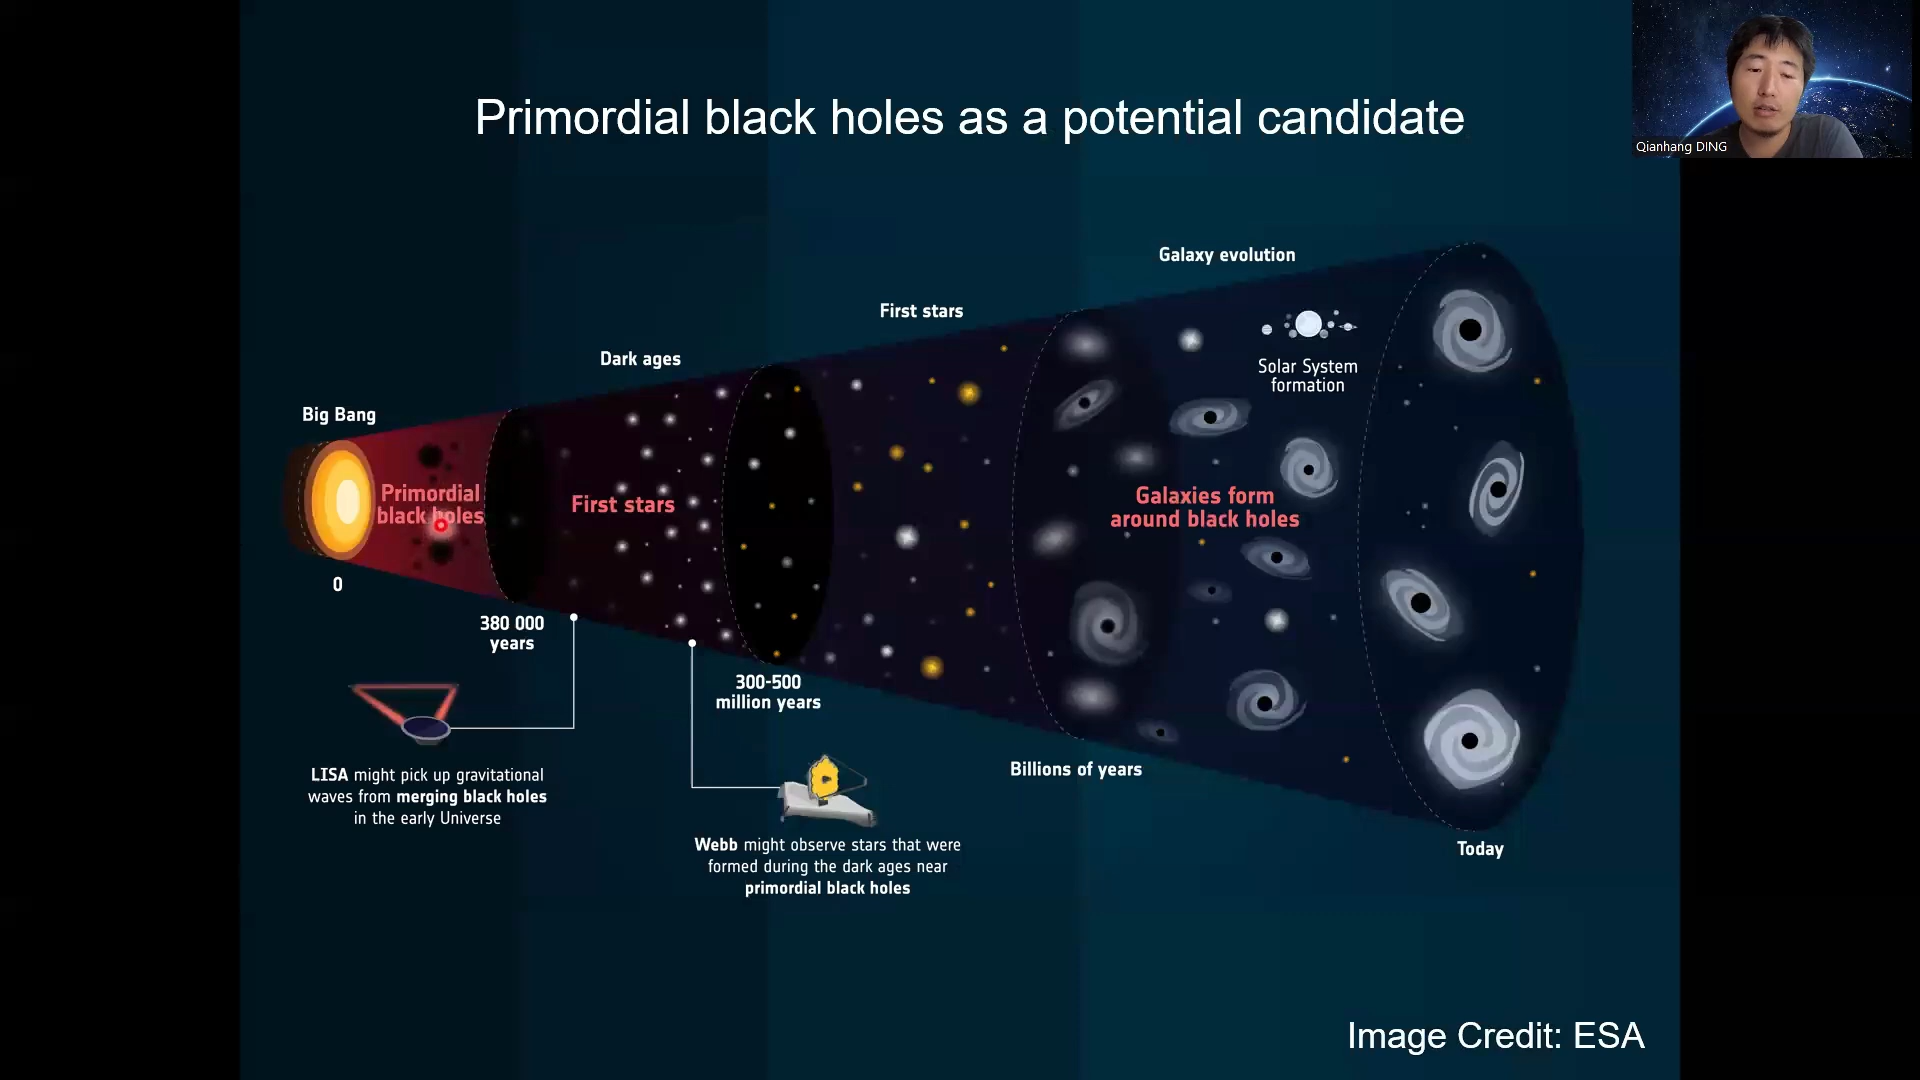 Primordial black holes as a potential candidate
Qianhang DING
Galaxy evolution
First stars
Dark ages
Big Bang
Solar System
formation
Primordial
black holes
First stars
Galaxies form
around black holes
0
380 000
years
300-500
million years
Billions of years
Today
LISA might pick up gravitational
waves from merging black holes
in the early Universe
Webb might observe stars that were
formed during the dark ages near
primordial black holes
Image Credit: ESA